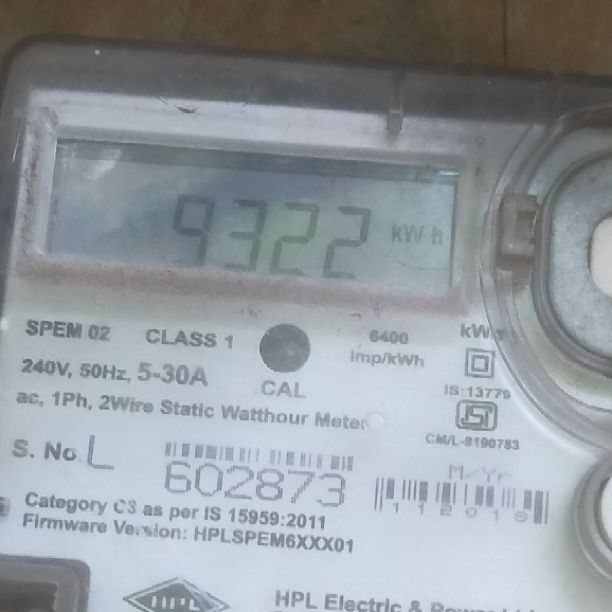 9322 kWh
SPEM 02 CLASS 1 6400 imp/kWh kW
240V, 50Hz, 5-30A CAL IS:13779
ac, 1Ph, 2Wire Static Watthour Meter
CM/L-9190783
S. No. L 602873 M/Yr
Category C3 as per IS 15959:2011
Firmware Version: HPLSPEM6XXX01
HPL HPL Electric &